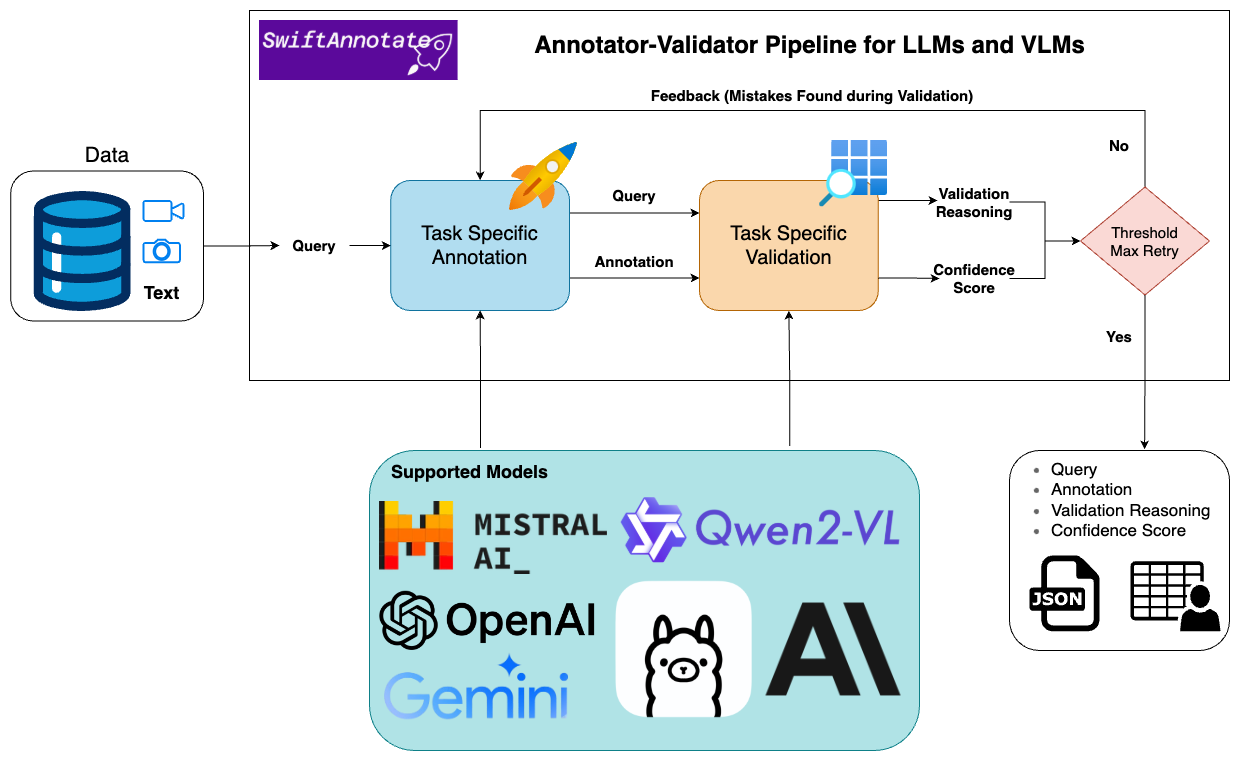 SwiftAnnotate
Annotator-Validator Pipeline for LLMs and VLMs
Feedback (Mistakes Found during Validation)
No
Data
Text
Query
Task Specific
Annotation
Query
Annotation
Task Specific
Validation
Validation
Reasoning
Confidence
Score
Threshold
Max Retry
Yes
Supported Models
MISTRAL
AI_
Qwen2-VL
OpenAI
Gemini
AI
Query
Annotation
Validation Reasoning
Confidence Score
JSON